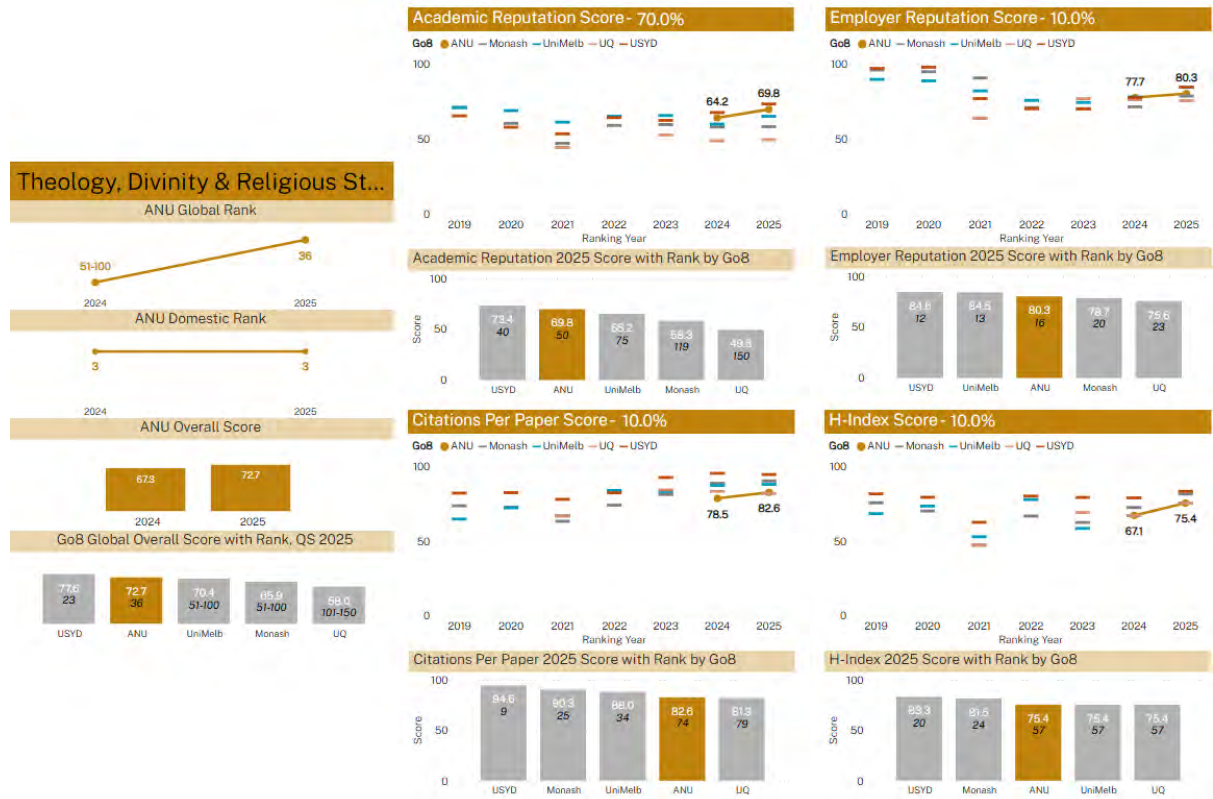 Theology, Divinity & Religious St...
ANU Global Rank
51-100
36
2024 2025
ANU Domestic Rank
3 3
2024 2025
ANU Overall Score
67.3 72.7
2024 2025
Go8 Global Overall Score with Rank, QS 2025
77.6 72.7 70.4 65.9 58.0
23 36 51-100 51-100 101-150
USYD ANU UniMelb Monash UQ
Academic Reputation Score - 70.0%
Go8 ANU Monash UniMelb UQ USYD
100
69.8
64.2
50
0
2019 2020 2021 2022 2023 2024 2025
Ranking Year
Academic Reputation 2025 Score with Rank by Go8
100
Score
50
0
73.4 69.8 65.2 58.3
40 50 75 119 150
USYD ANU UniMelb Monash UQ
Employer Reputation Score - 10.0%
Go8 ANU Monash UniMelb UQ USYD
100
77.7 80.3
50
0
2019 2020 2021 2022 2023 2024 2025
Ranking Year
Employer Reputation 2025 Score with Rank by Go8
100
Score
50
0
80.3 78.7 75.6
12 13 16 20 23
USYD UniMelb ANU Monash UQ
Citations Per Paper Score - 10.0%
Go8 ANU Monash UniMelb UQ USYD
100
78.5 82.6
50
0
2019 2020 2021 2022 2023 2024 2025
Ranking Year
Citations Per Paper 2025 Score with Rank by Go8
100
Score
50
0
94.6 90.3 88.0 82.6 81.3
9 25 34 74 79
USYD Monash UniMelb ANU UQ
H-Index Score - 10.0%
Go8 ANU Monash UniMelb UQ USYD
100
67.1 75.4
50
0
2019 2020 2021 2022 2023 2024 2025
Ranking Year
H-Index 2025 Score with Rank by Go8
100
Score
50
0
83.3 81.5 75.4 75.4 75.4
20 24 57 57 57
USYD Monash ANU UniMelb UQ